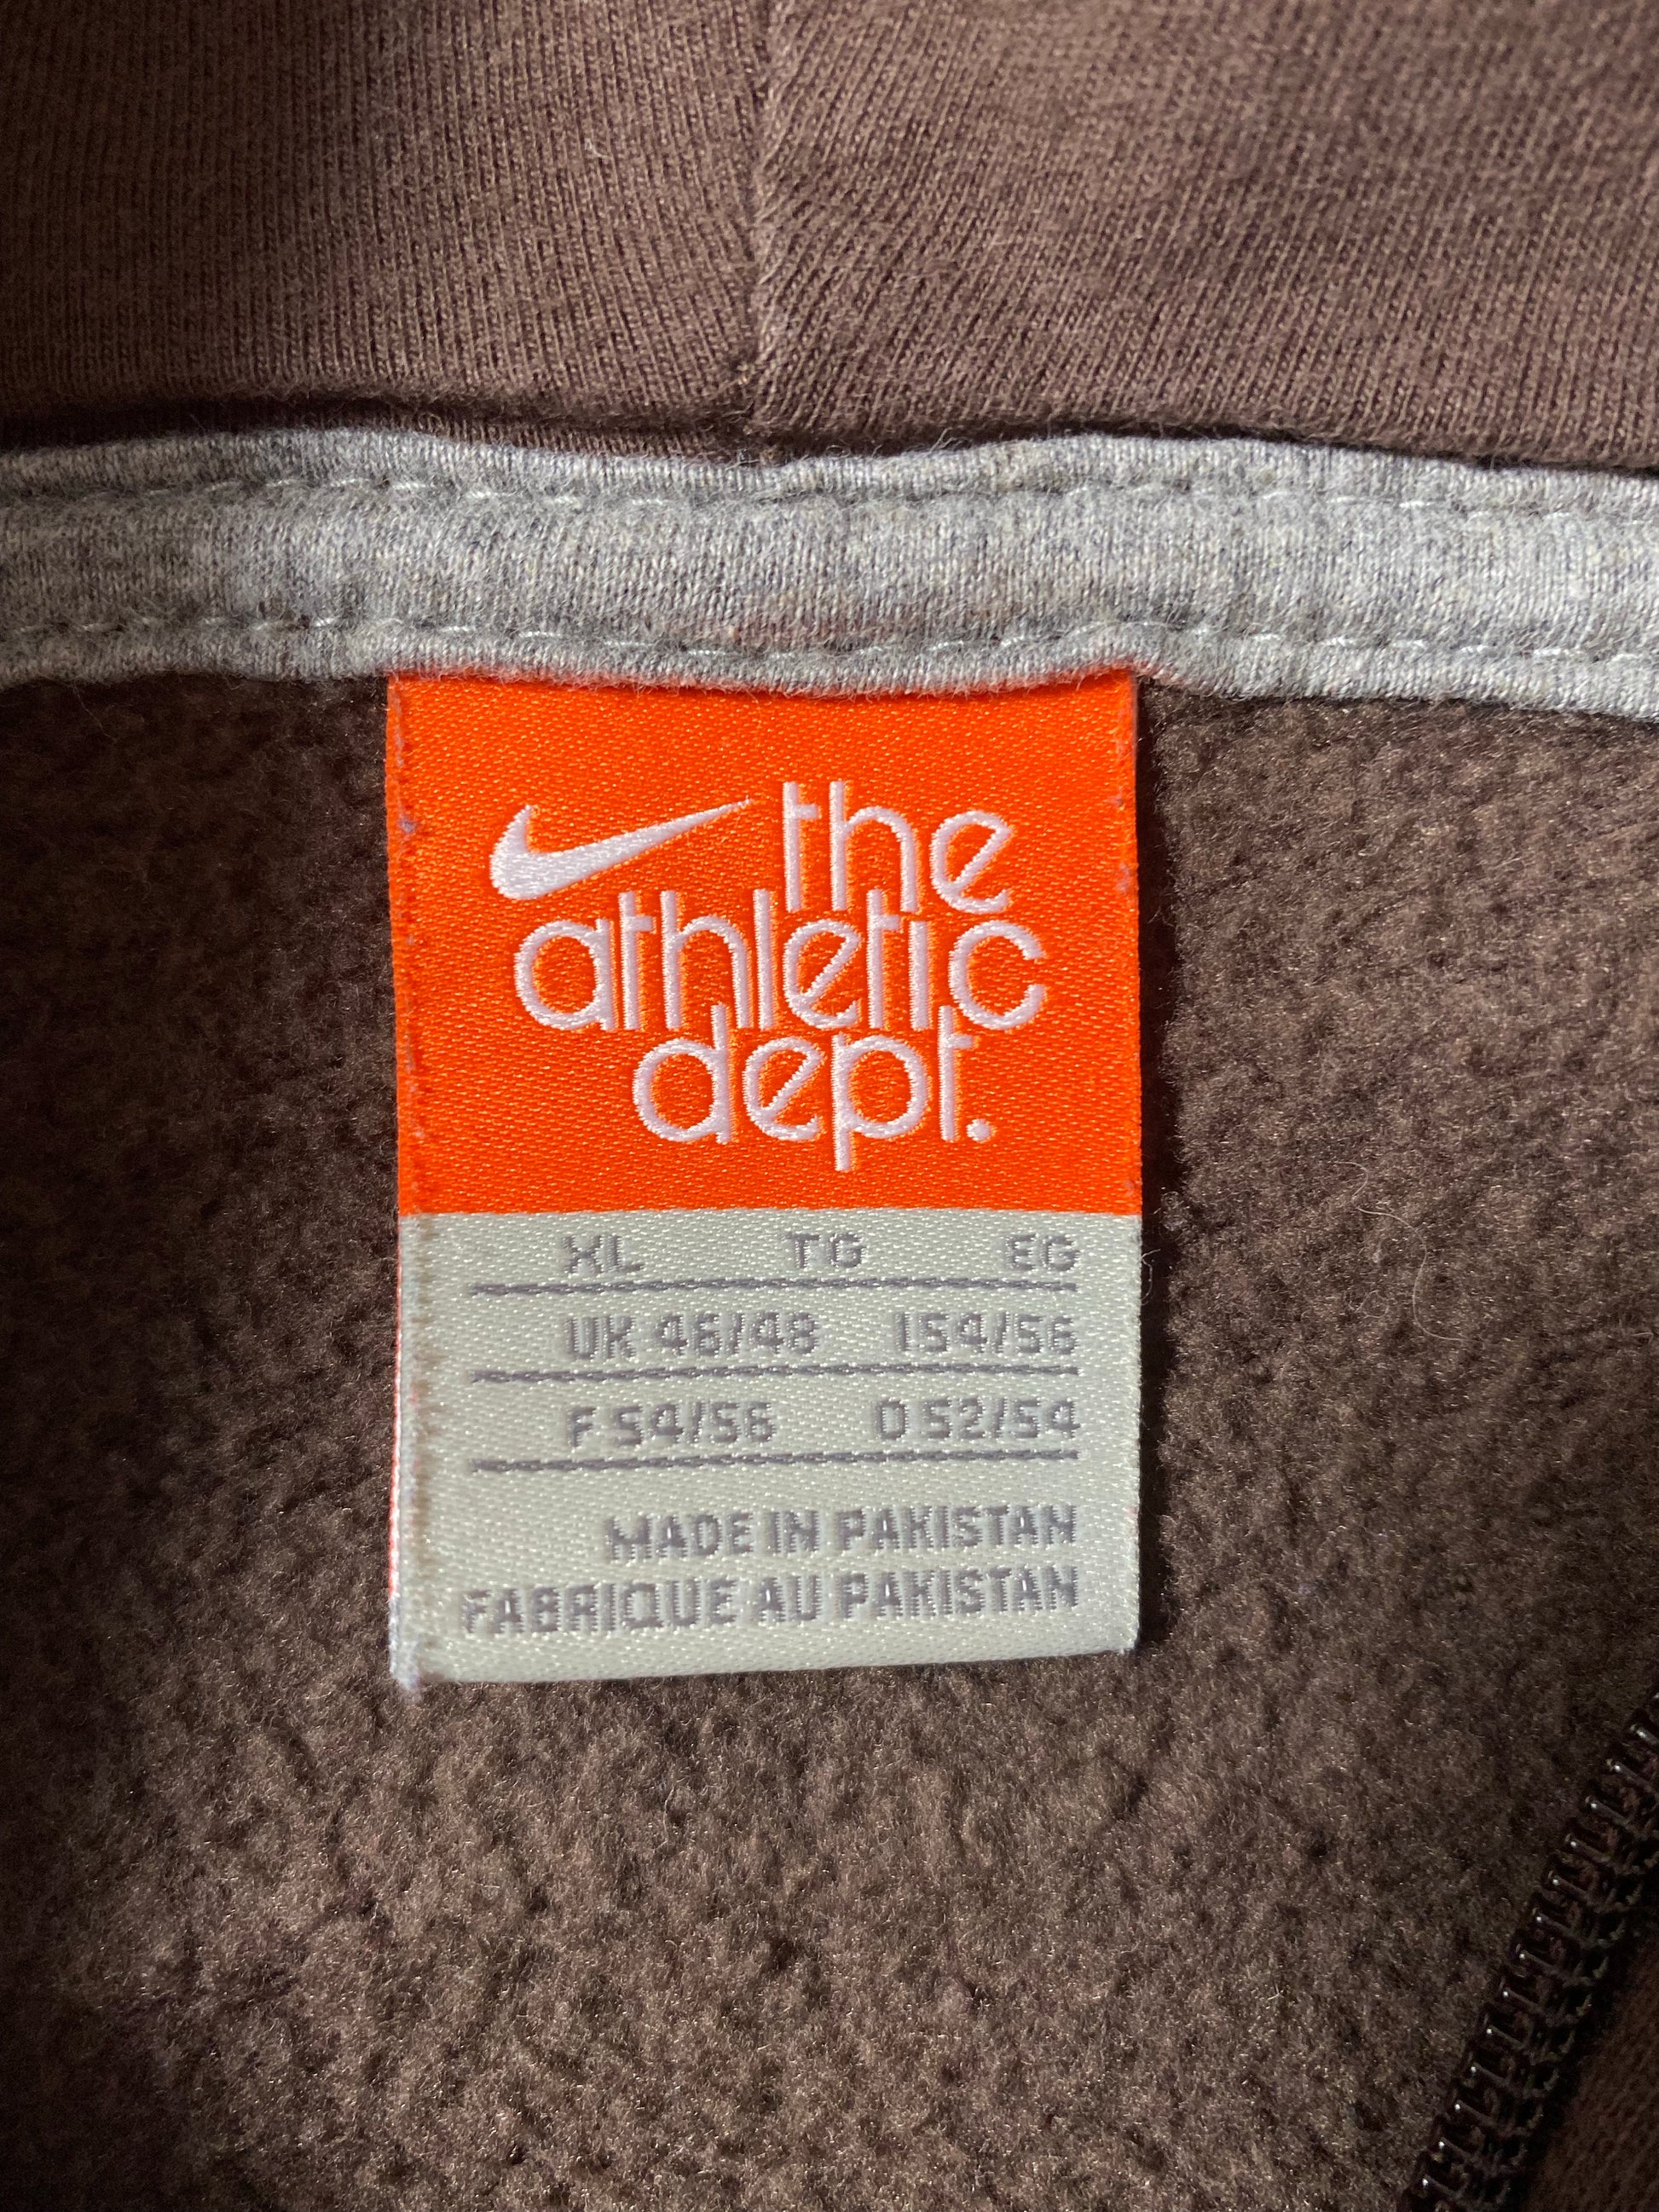 the
athletic
dept.
XL TG EG
UK 46/48 I 54/56
F 54/56 D 52/54
MADE IN PAKISTAN
FABRIQUE AU PAKISTAN